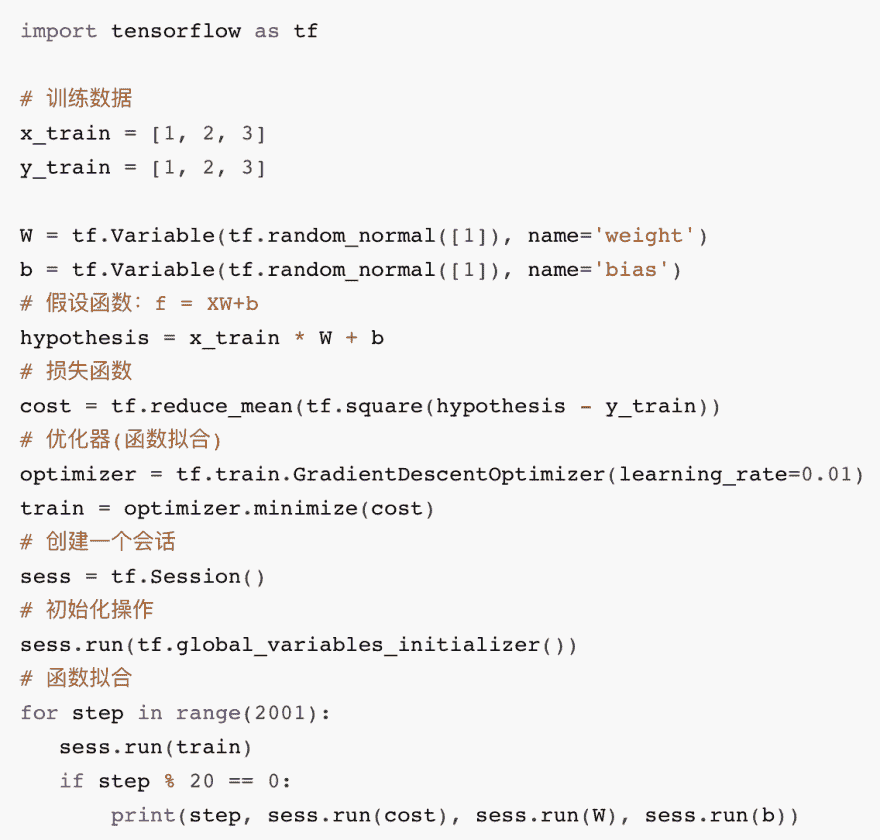 import tensorflow as tf
# 训练数据
x_train = [1, 2, 3]
y_train = [1, 2, 3]
W = tf.Variable(tf.random_normal([1]), name='weight')
b = tf.Variable(tf.random_normal([1]), name='bias')
# 假设函数：f = XW+b
hypothesis = x_train * W + b
# 损失函数
cost = tf.reduce_mean(tf.square(hypothesis - y_train))
# 优化器(函数拟合)
optimizer = tf.train.GradientDescentOptimizer(learning_rate=0.01)
train = optimizer.minimize(cost)
# 创建一个会话
sess = tf.Session()
# 初始化操作
sess.run(tf.global_variables_initializer())
# 函数拟合
for step in range(2001):
   sess.run(train)
   if step % 20 == 0:
       print(step, sess.run(cost), sess.run(W), sess.run(b))